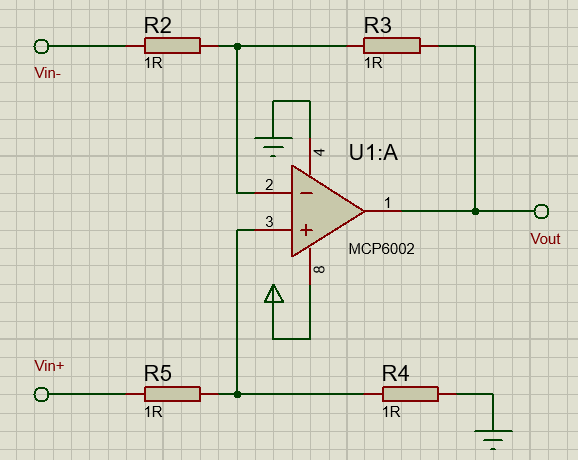 R2
R3
1R
1R
Vin-
4
U1:A
2
1
3
Vout
MCP6002
8
Vin+
R5
R4
1R
1R